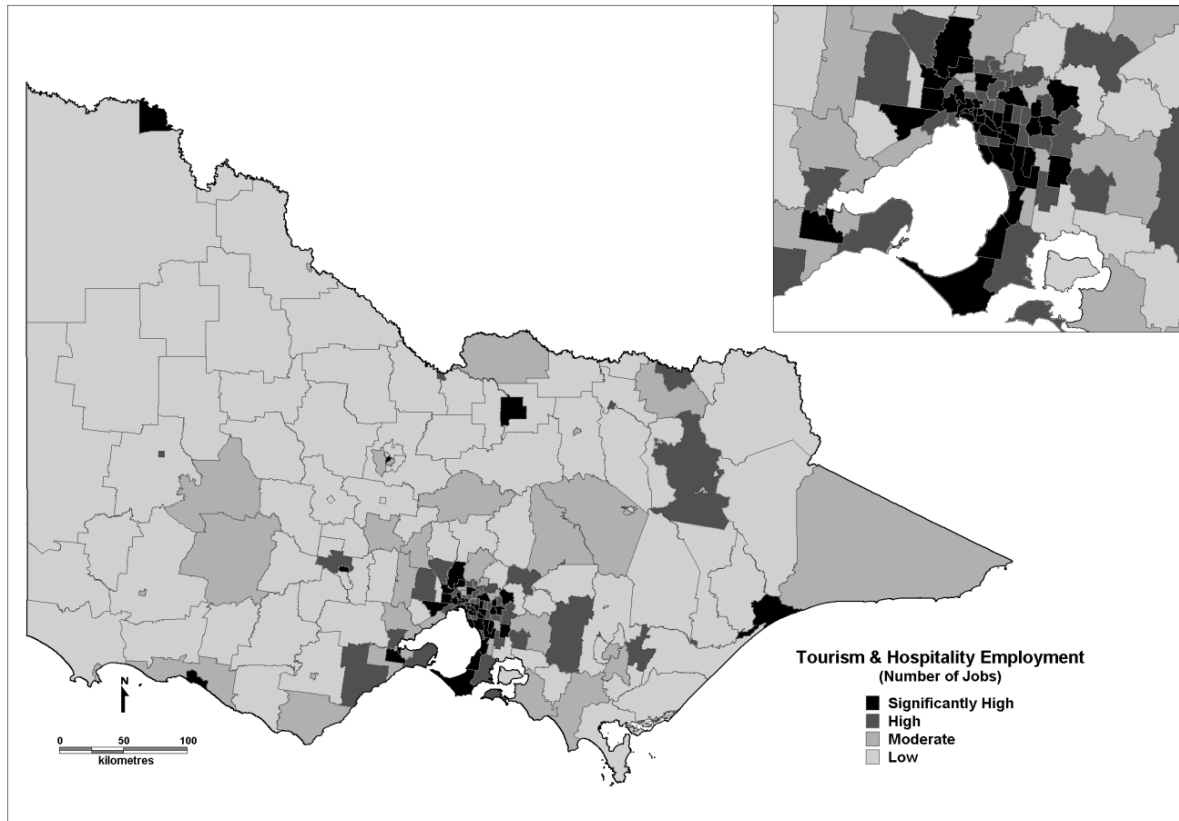 Tourism & Hospitality Employment
(Number of Jobs)
Significantly High
High
Moderate
Low
N
0 50 100
kilometres